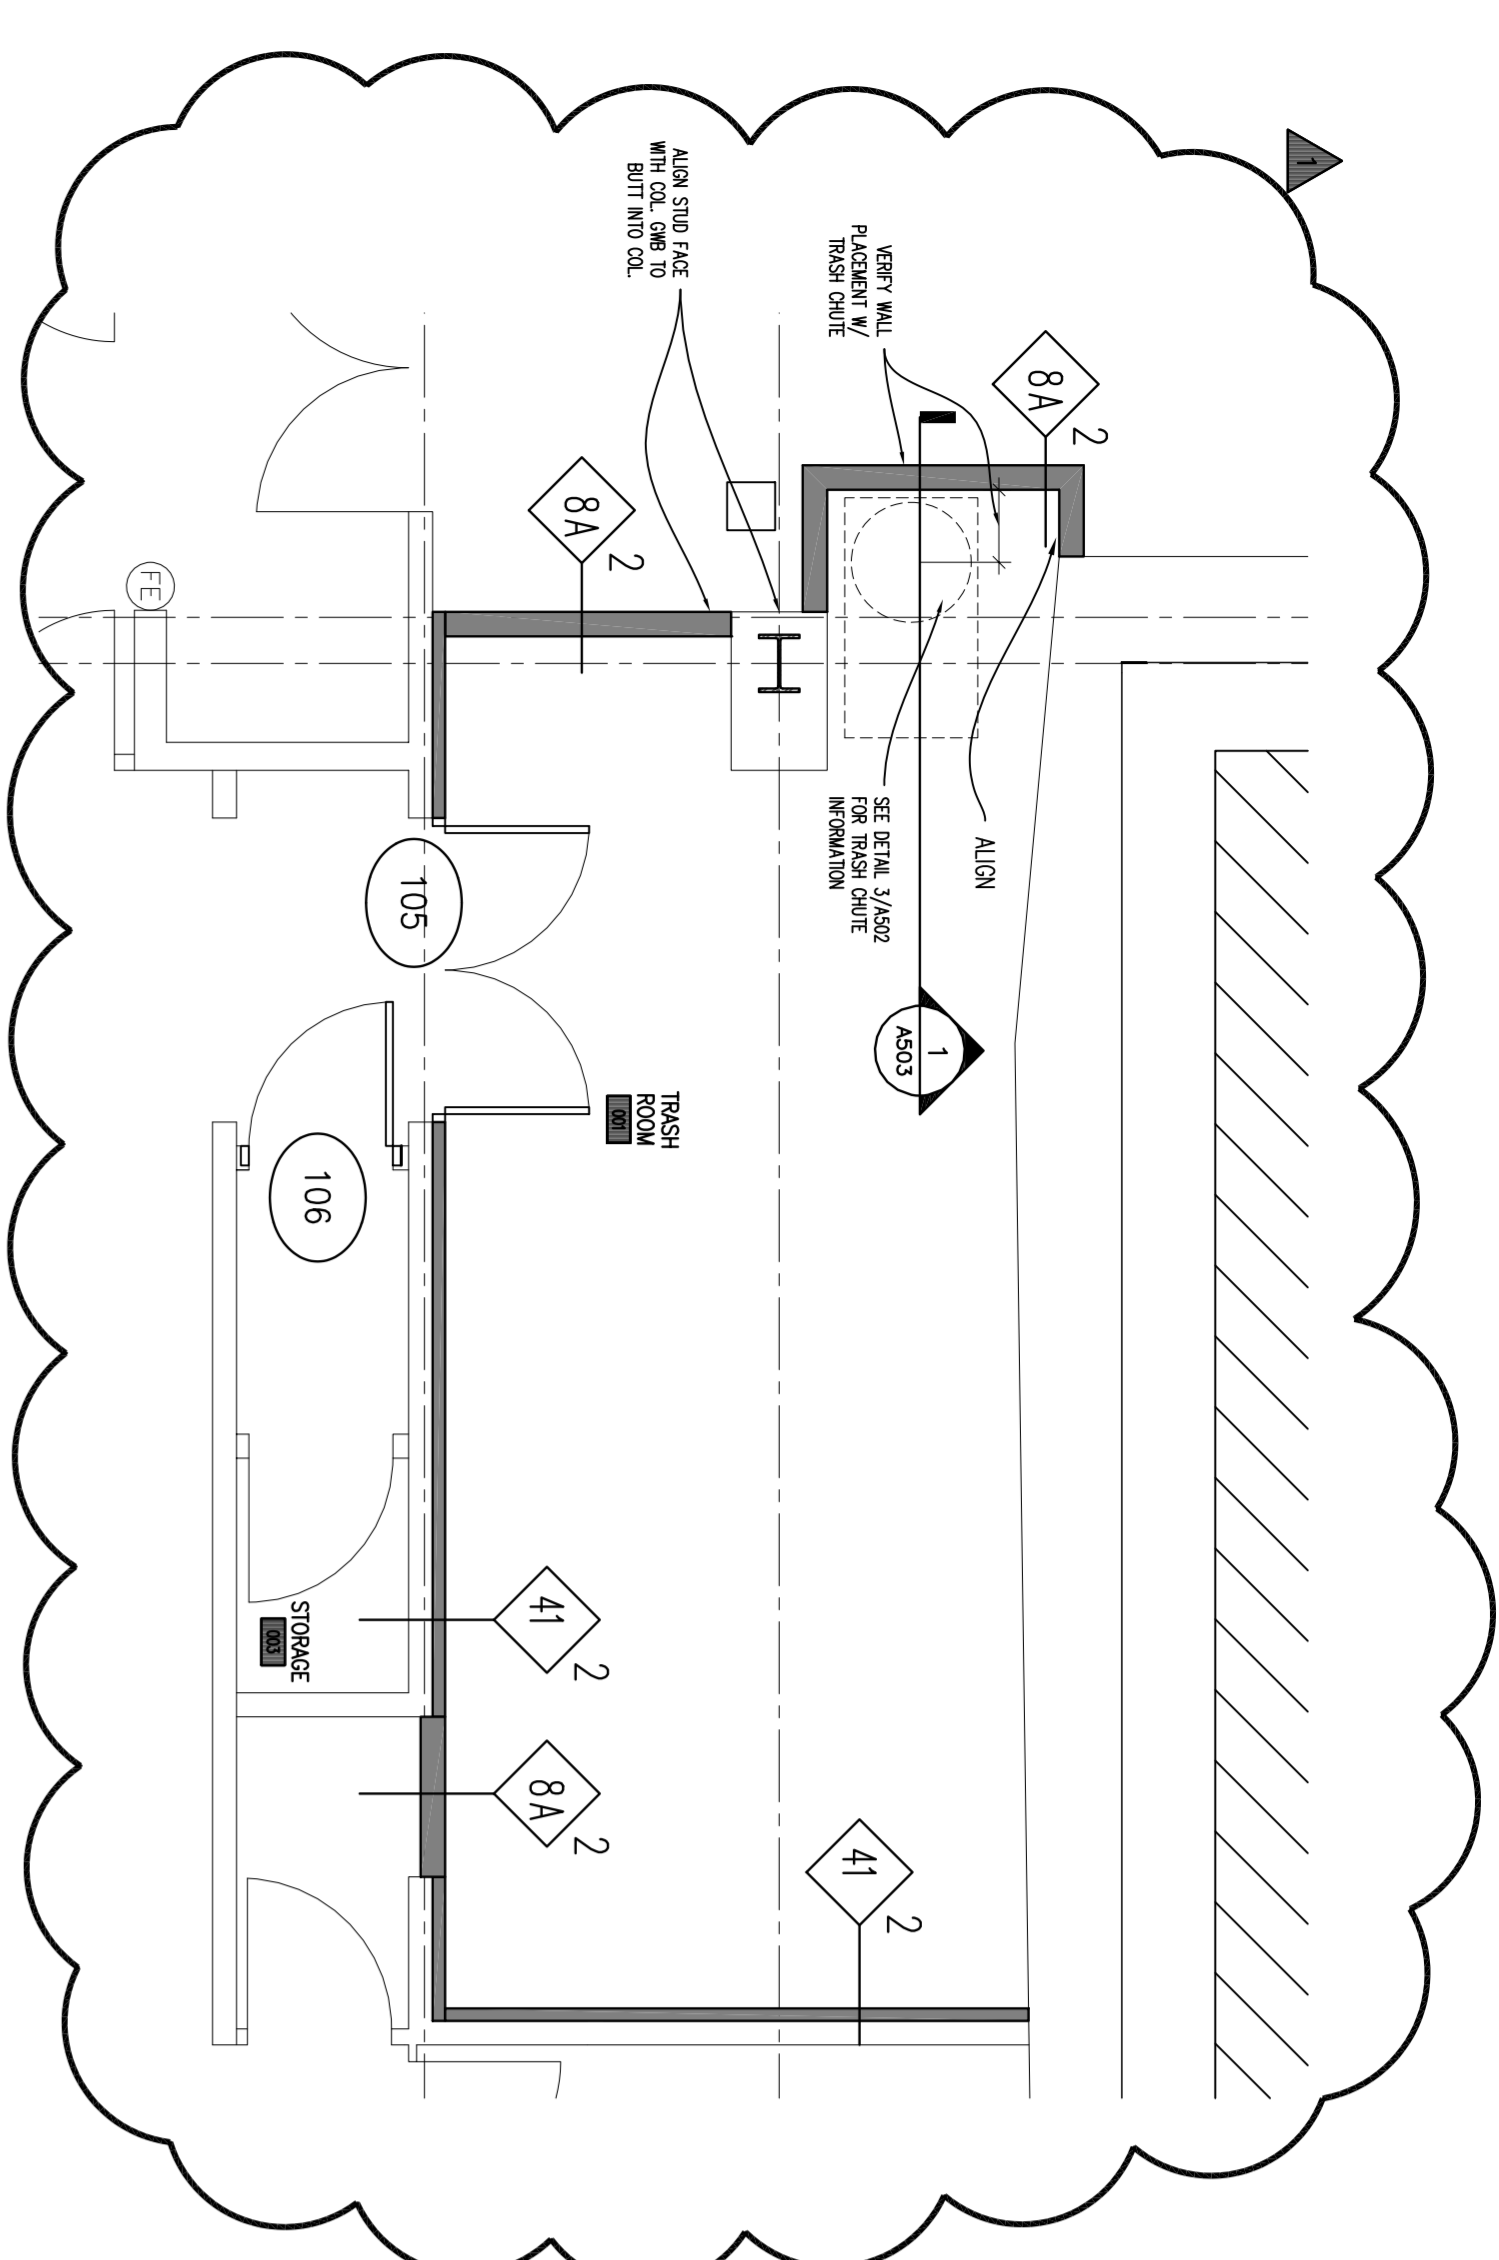 1
ALIGN STUD FACE
WITH COL. GWB TO
BUTT INTO COL.
VERIFY WALL
PLACEMENT W/
TRASH CHUTE
8A
2
8A
2
FE
SEE DETAIL 3/A502
FOR TRASH CHUTE
INFORMATION
ALIGN
105
1
A503
TRASH
ROOM
001
106
41
2
STORAGE
003
8A
2
41
2